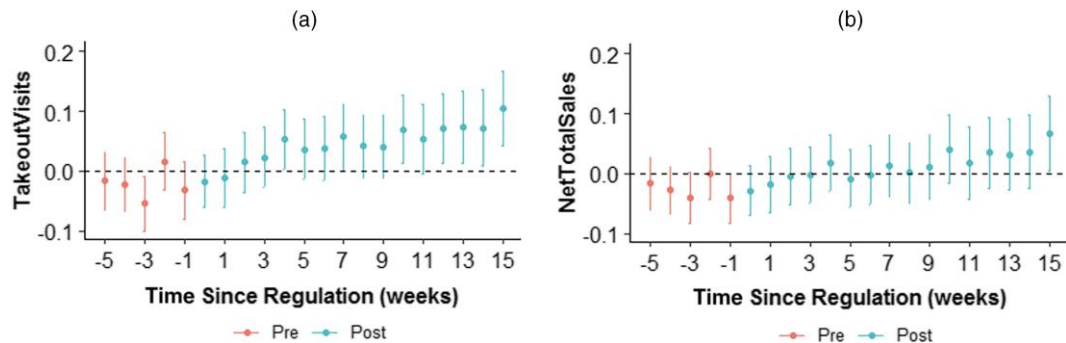 (a)
TakeoutVisits
0.2
0.1
0.0
-0.1
-5 -3 -1 1 3 5 7 9 11 13 15
Time Since Regulation (weeks)
Pre Post
(b)
NetTotalSales
0.2
0.1
0.0
-0.1
-5 -3 -1 1 3 5 7 9 11 13 15
Time Since Regulation (weeks)
Pre Post